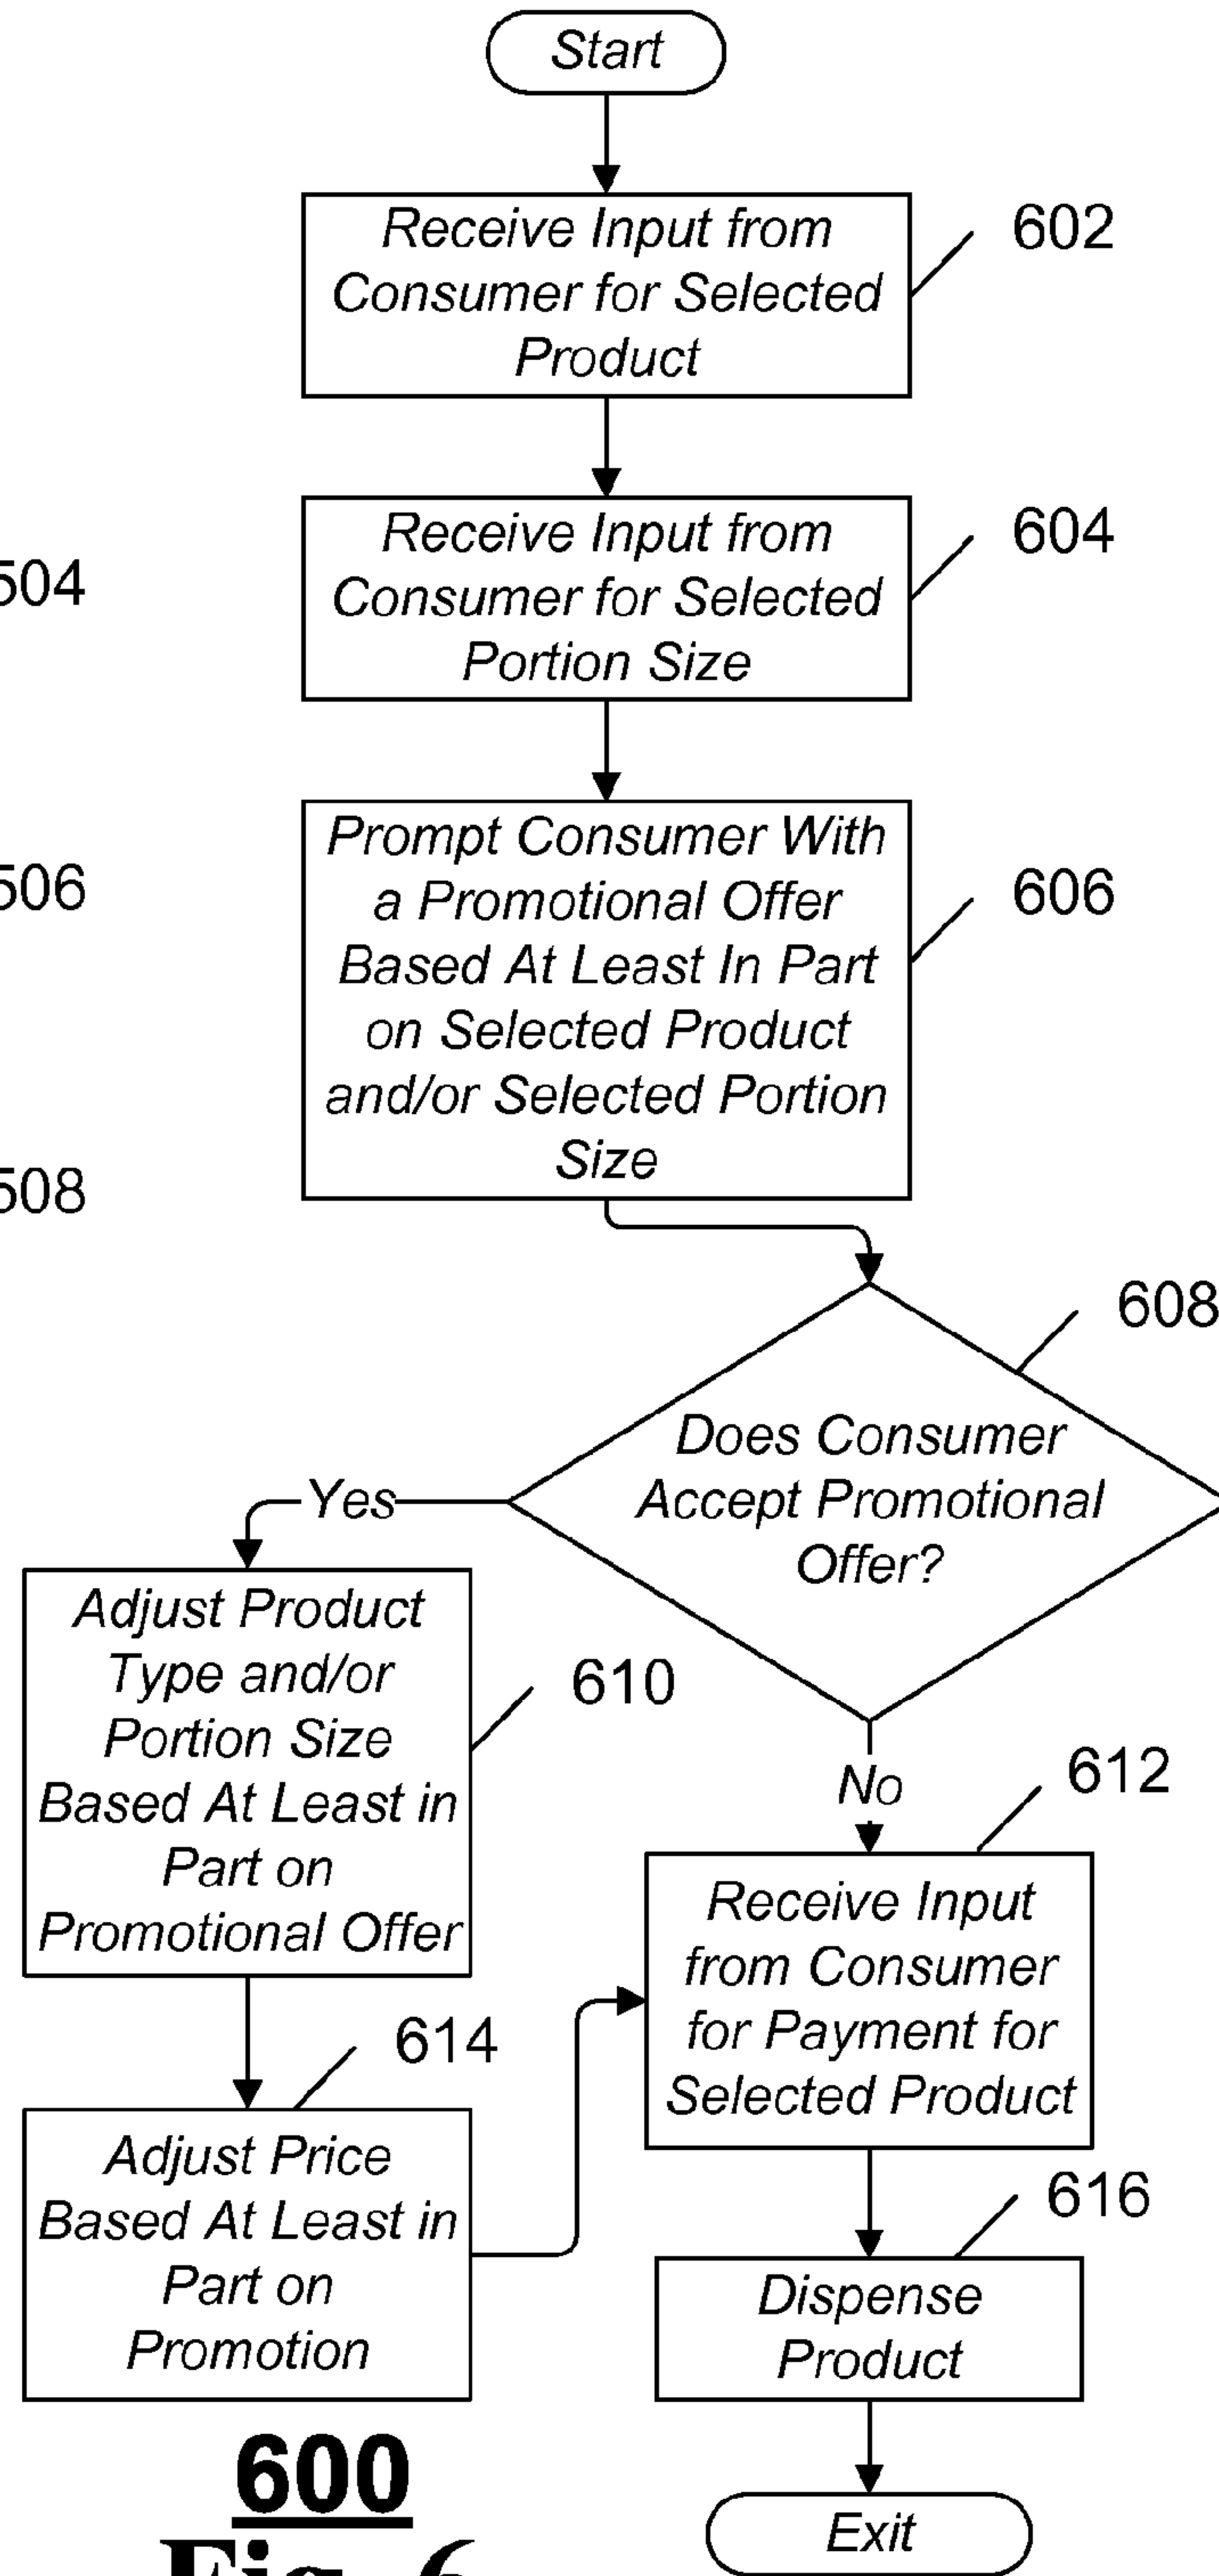 Start
Receive Input from
Consumer for Selected
Product
602
Receive Input from
Consumer for Selected
Portion Size
604
504
Prompt Consumer With
a Promotional Offer
Based At Least In Part
on Selected Product
and/or Selected Portion
Size
606
506
508
608
Does Consumer
Accept Promotional
Offer?
Yes
No
Adjust Product
Type and/or
Portion Size
Based At Least in
Part on
Promotional Offer
610
612
Receive Input
from Consumer
for Payment for
Selected Product
614
Adjust Price
Based At Least in
Part on
Promotion
616
Dispense
Product
Exit
600
Fig. 6